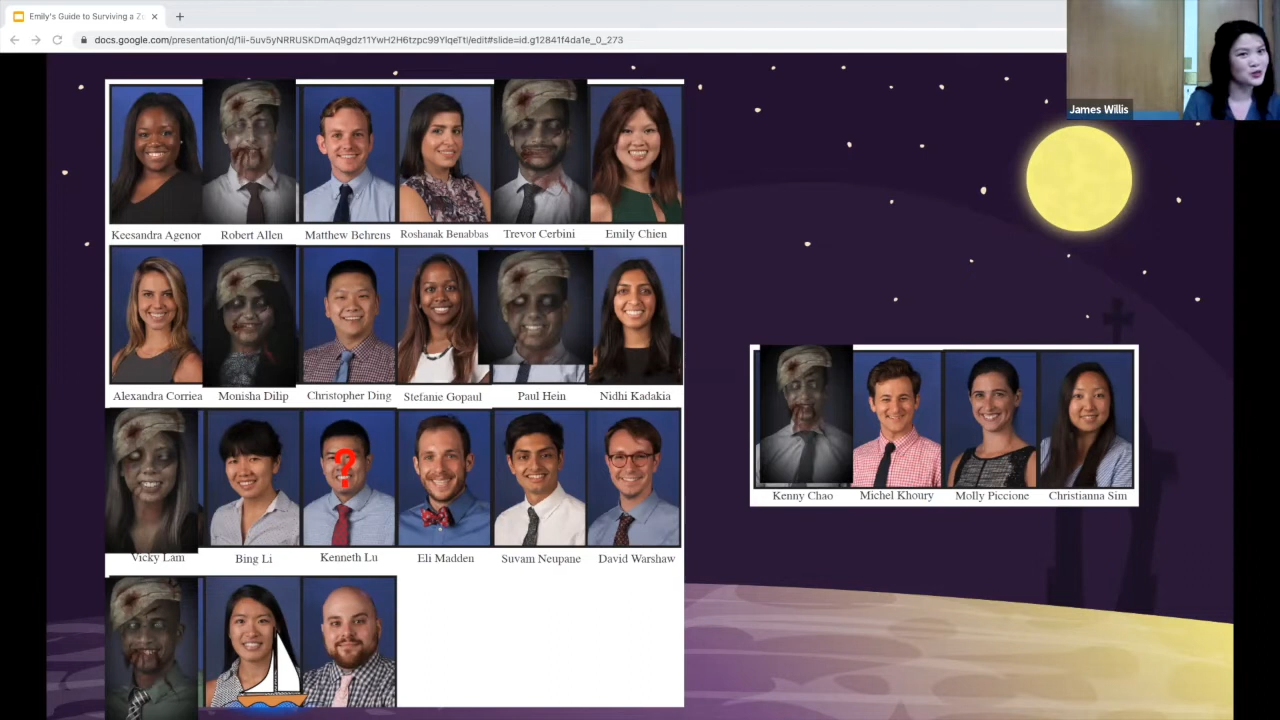 Emily's Guide to Surviving a Z
docs.google.com/presentation/d/1Ii-5uv5yNRRUSKDmAq9gdz11YwH2H6tzpc99YlqeTtI/edit#slide=id.g12841f4da1e_0_273
James Willis
Keesandra Agenor Robert Allen Matthew Behrens Roshanak Benabbas Trevor Cerbini Emily Chien
Alexandra Corriea Monisha Dilip Christopher Ding Stefame Gopaul Paul Hein Nidhi Kadakia
?
Kenny Chao Michel Khoury Molly Piccione Christianna Sim
Vicky Lam Bing Li Kenneth Lu Eli Madden Suvam Neupane David Warshaw